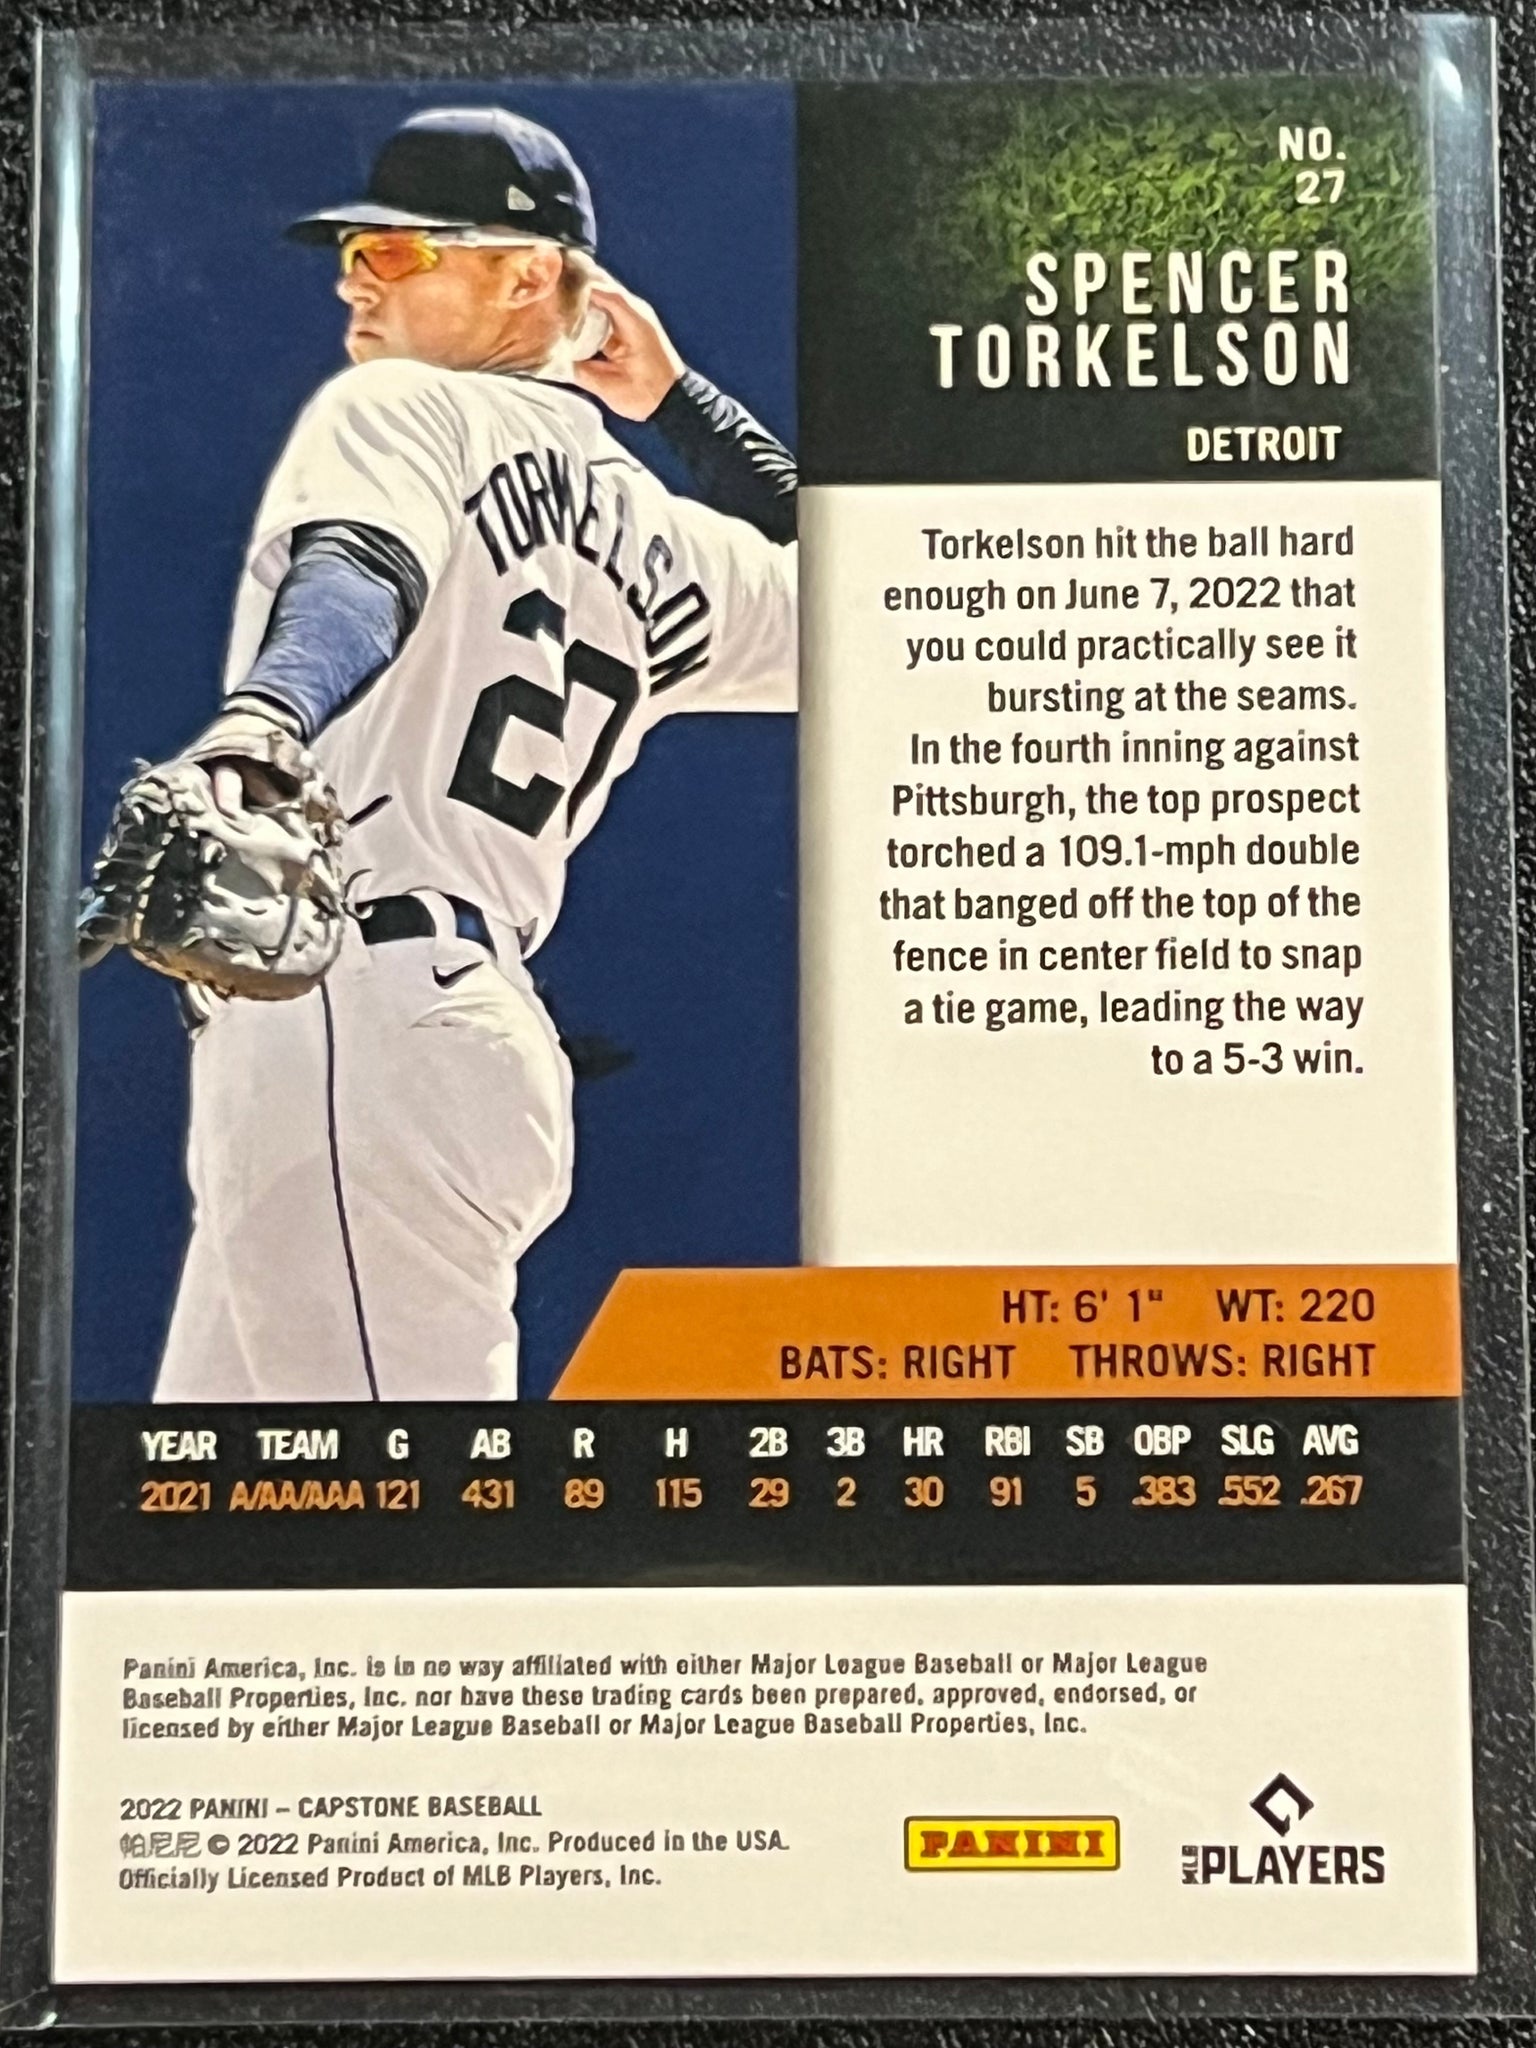 NO.
27
SPENCER
TORKELSON
DETROIT
TORKELSON
27
Torkelson hit the ball hard
enough on June 7, 2022 that
you could practically see it
bursting at the seams.
In the fourth inning against
Pittsburgh, the top prospect
torched a 109.1-mph double
that banged off the top of the
fence in center field to snap
a tie game, leading the way
to a 5-3 win.
HT: 6' 1" WT: 220
BATS: RIGHT THROWS: RIGHT
YEAR TEAM G AB R H 2B 3B HR RBI SB OBP SLG AVG
2021 A/AA/AAA 121 431 89 115 29 2 30 91 5 .383 .552 .267
Panini America, Inc. is in no way affiliated with either Major League Baseball or Major League
Baseball Properties, Inc. nor have these trading cards been prepared, approved, endorsed, or
licensed by either Major League Baseball or Major League Baseball Properties, Inc.
2022 PANINI – CAPSTONE BASEBALL
帕尼尼 © 2022 Panini America, Inc. Produced in the USA.
Officially Licensed Product of MLB Players, Inc.
PANINI
MLB PLAYERS